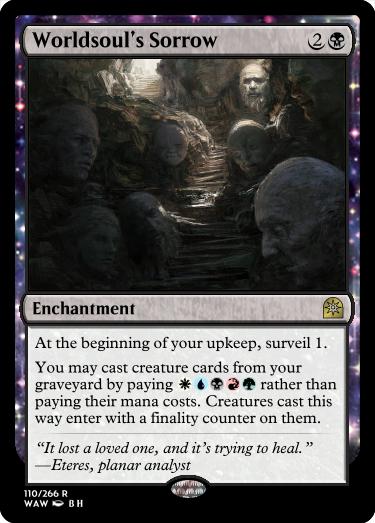 Worldsoul's Sorrow 2
Enchantment
At the beginning of your upkeep, surveil 1.
You may cast creature cards from your
graveyard by paying rather than
paying their mana costs. Creatures cast this
way enter with a finality counter on them.
"It lost a loved one, and it's trying to heal."
—Eteres, planar analyst
110/266 R
WAW BH